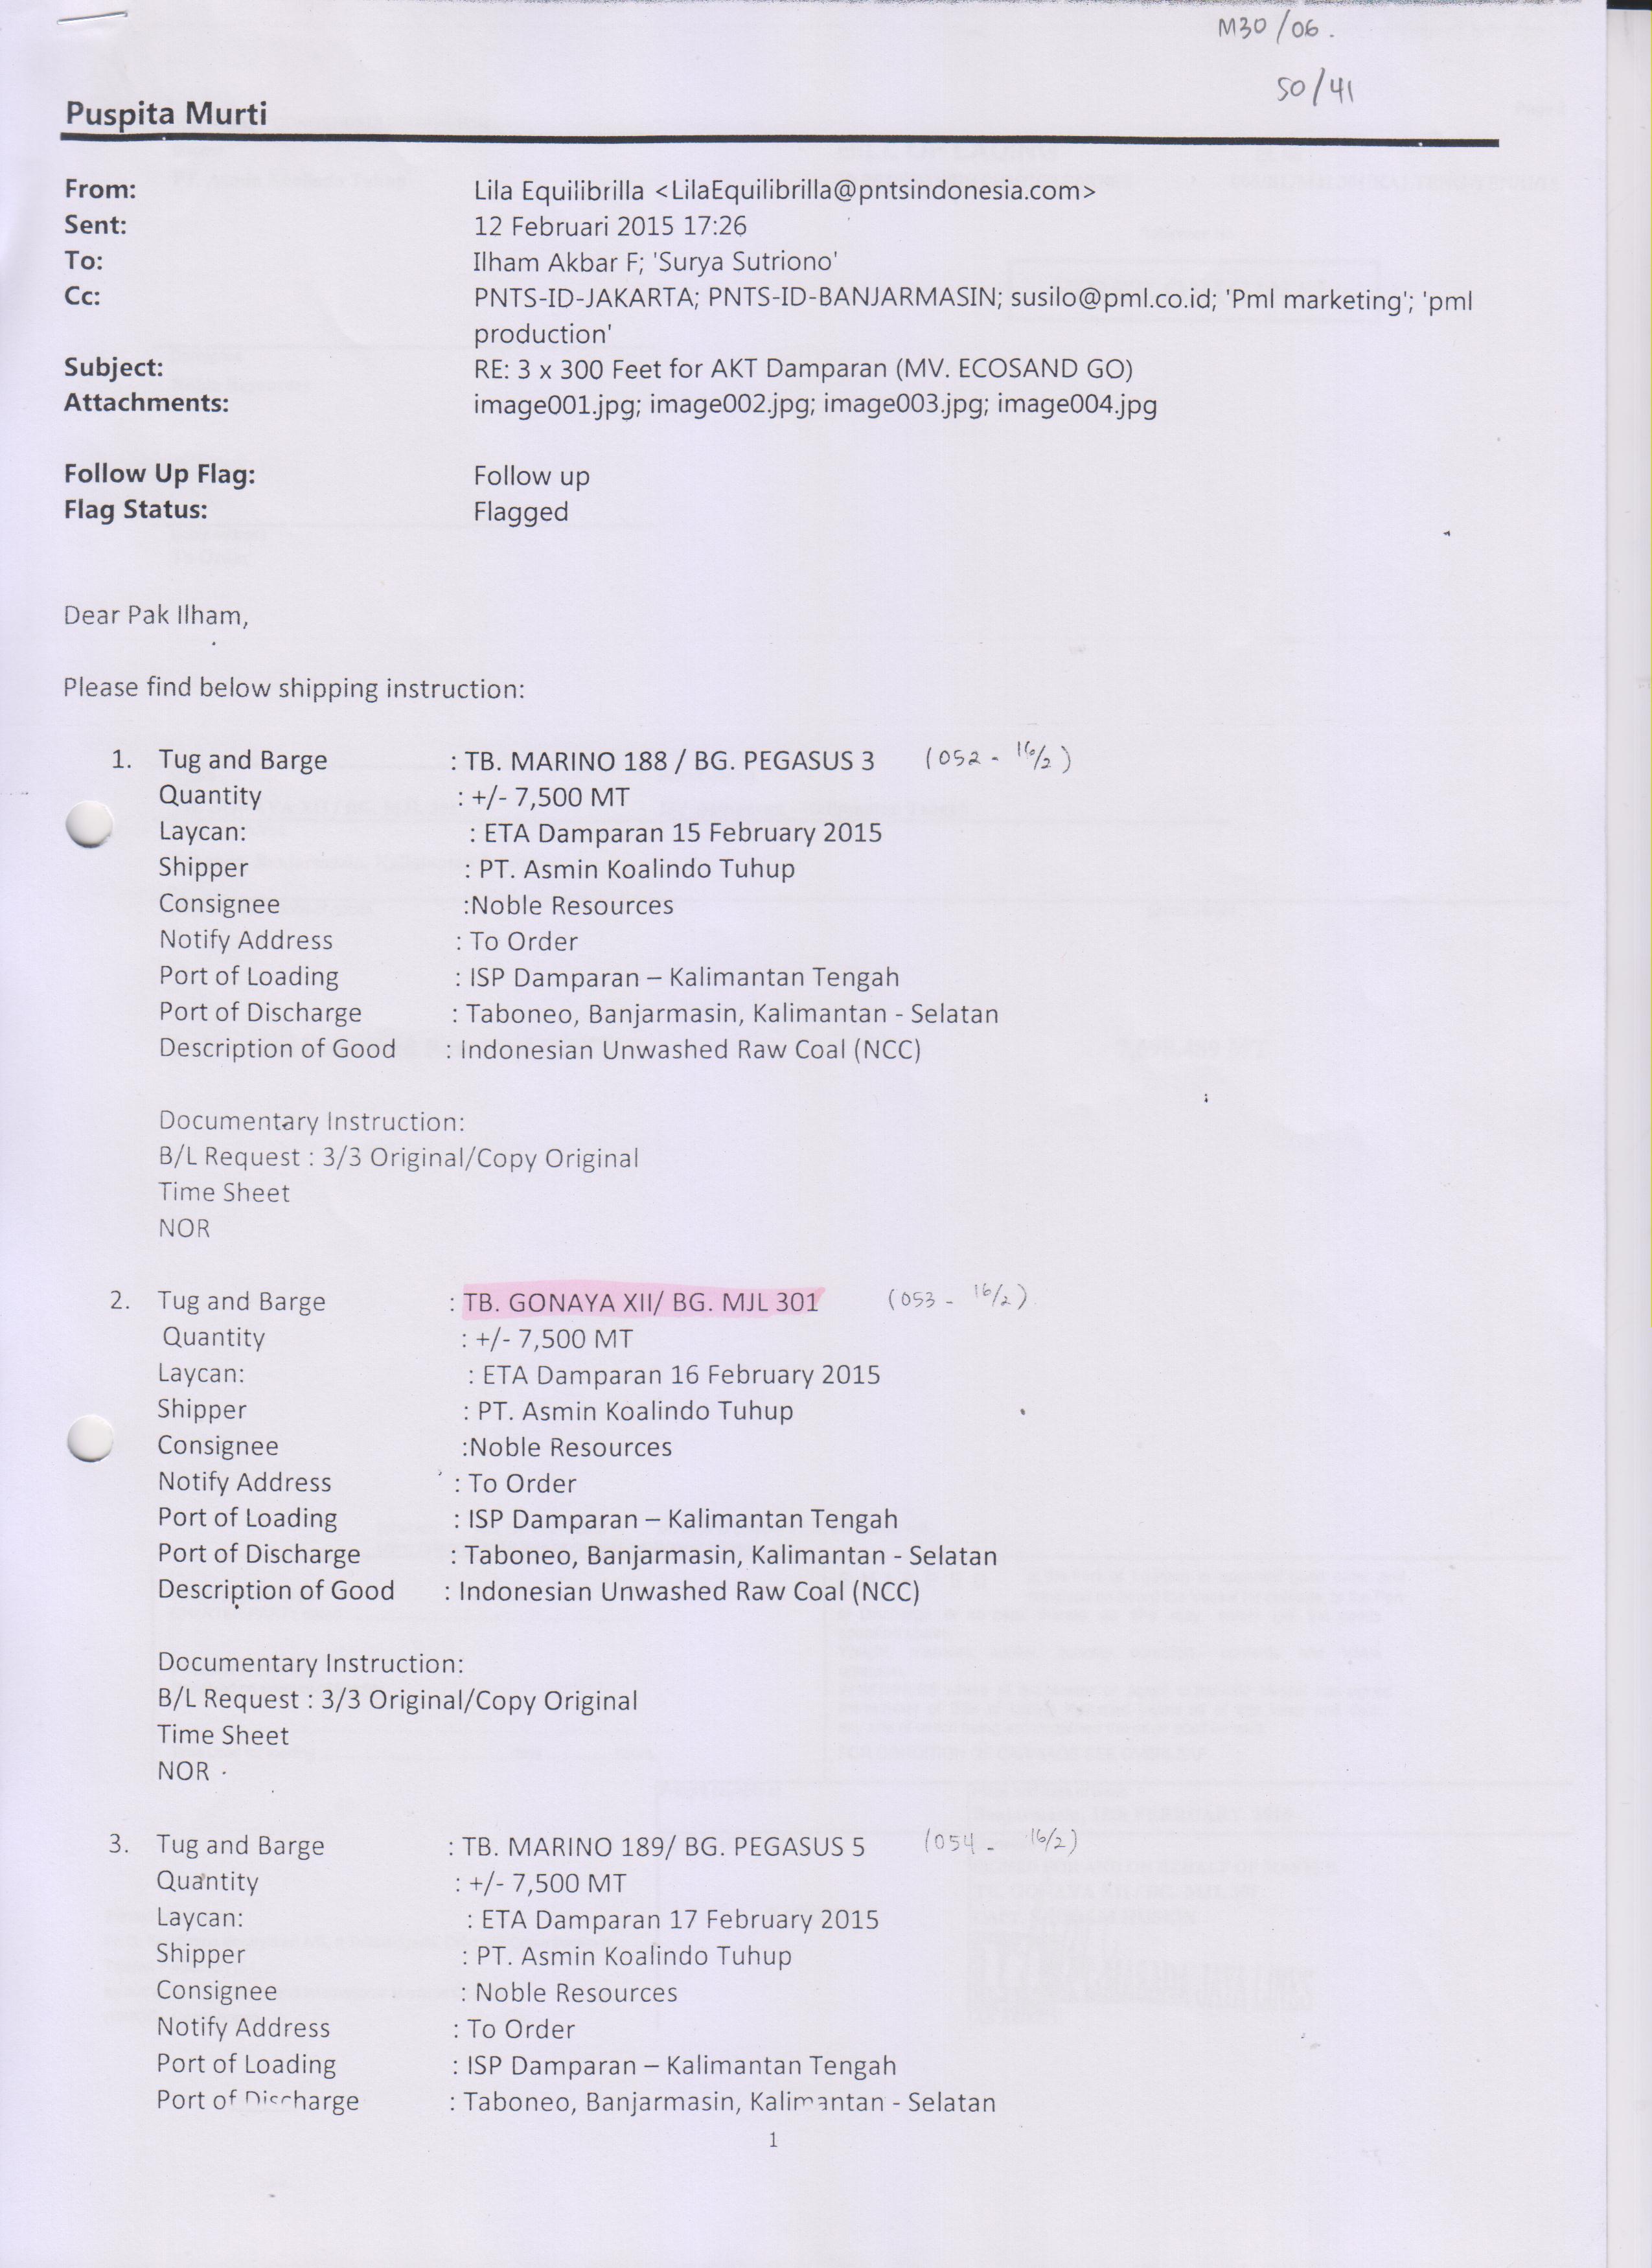 M30/06.
50/41
Puspita Murti
From: Lila Equilibrilla <LilaEquilibrilla@pntsindonesia.com>
Sent: 12 Februari 2015 17:26
To: Ilham Akbar F; 'Surya Sutriono'
Cc: PNTS-ID-JAKARTA; PNTS-ID-BANJARMASIN; susilo@pml.co.id; 'Pml marketing'; 'pml
production'
Subject: RE: 3 x 300 Feet for AKT Damparan (MV. ECOSAND GO)
Attachments: image001.jpg; image002.jpg; image003.jpg; image004.jpg
Follow Up Flag: Follow up
Flag Status: Flagged
Dear Pak Ilham,
Please find below shipping instruction:
1. Tug and Barge : TB. MARINO 188 / BG. PEGASUS 3 (052 - 16/2)
Quantity : +/- 7,500 MT
Laycan: : ETA Damparan 15 February 2015
Shipper : PT. Asmin Koalindo Tuhup
Consignee :Noble Resources
Notify Address : To Order
Port of Loading : ISP Damparan – Kalimantan Tengah
Port of Discharge : Taboneo, Banjarmasin, Kalimantan - Selatan
Description of Good : Indonesian Unwashed Raw Coal (NCC)
Documentary Instruction:
B/L Request : 3/3 Original/Copy Original
Time Sheet
NOR
2. Tug and Barge : TB. GONAYA XII/ BG. MJL 301 (053 - 16/2)
Quantity : +/- 7,500 MT
Laycan: : ETA Damparan 16 February 2015
Shipper : PT. Asmin Koalindo Tuhup
Consignee :Noble Resources
Notify Address : To Order
Port of Loading : ISP Damparan – Kalimantan Tengah
Port of Discharge : Taboneo, Banjarmasin, Kalimantan - Selatan
Description of Good : Indonesian Unwashed Raw Coal (NCC)
Documentary Instruction:
B/L Request : 3/3 Original/Copy Original
Time Sheet
NOR
3. Tug and Barge : TB. MARINO 189/ BG. PEGASUS 5 (054 - 16/2)
Quantity : +/- 7,500 MT
Laycan: : ETA Damparan 17 February 2015
Shipper : PT. Asmin Koalindo Tuhup
Consignee : Noble Resources
Notify Address : To Order
Port of Loading : ISP Damparan – Kalimantan Tengah
Port of Discharge : Taboneo, Banjarmasin, Kalimantan - Selatan
1